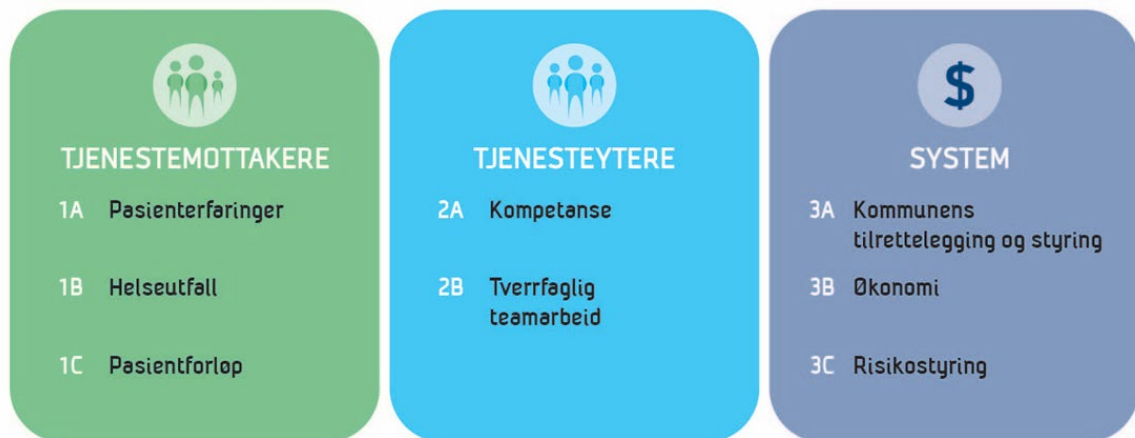 TJENESTEMOTTAKERE
1A Pasienterfaringer
1B Helseutfall
1C Pasientforløp
TJENESTEYTERE
2A Kompetanse
2B Tverrfaglig
teamarbeid
$
SYSTEM
3A Kommunens
tilrettelegging og styring
3B Økonomi
3C Risikostyring